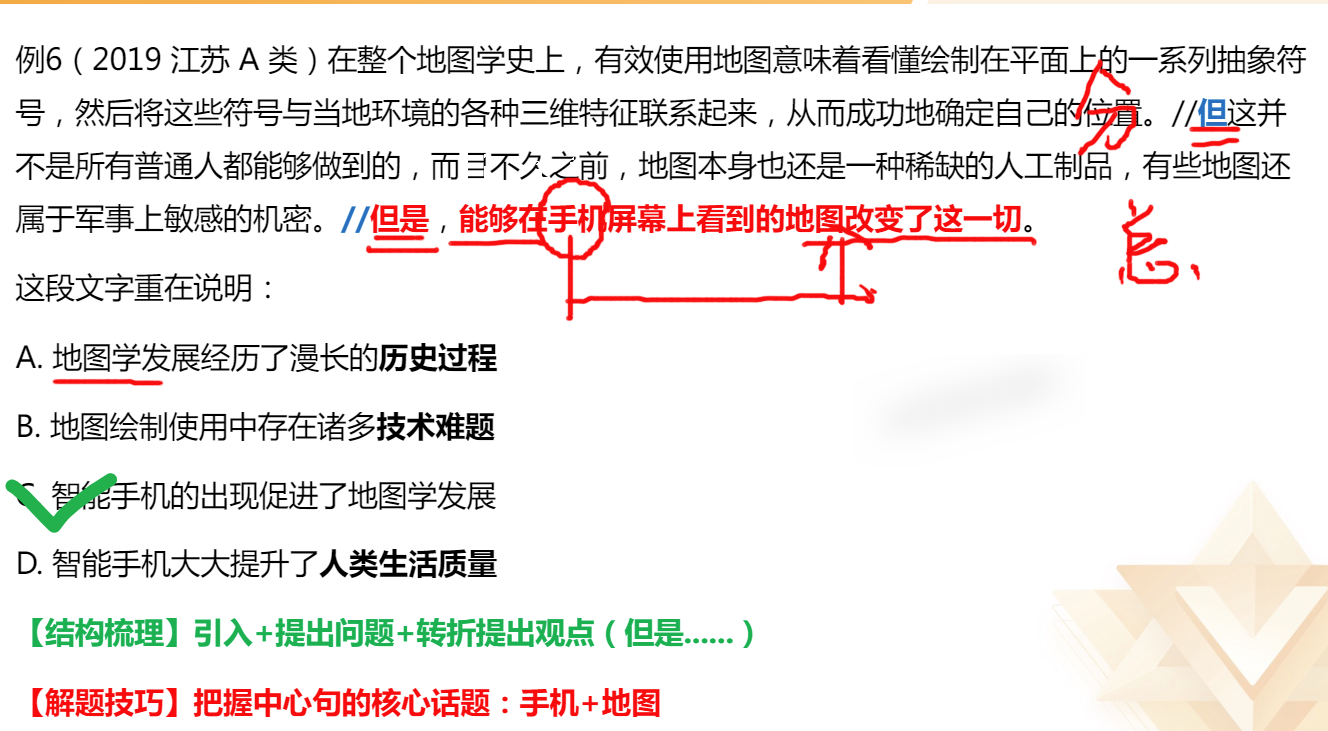 例6（2019 江苏 A 类）在整个地图学史上，有效使用地图意味着看懂绘制在平面上的一系列抽象符
号，然后将这些符号与当地环境的各种三维特征联系起来，从而成功地确定自己的位置。//但这并
不是所有普通人都能够做到的，而且不久之前，地图本身也还是一种稀缺的人工制品，有些地图还
属于军事上敏感的机密。//但是，能够在手机屏幕上看到的地图改变了这一切。
分
总
这段文字重在说明：
A. 地图学发展经历了漫长的历史过程
B. 地图绘制使用中存在诸多技术难题
C. 智能手机的出现促进了地图学发展
D. 智能手机大大提升了人类生活质量
【结构梳理】引入+提出问题+转折提出观点（但是……）
【解题技巧】把握中心句的核心话题：手机+地图